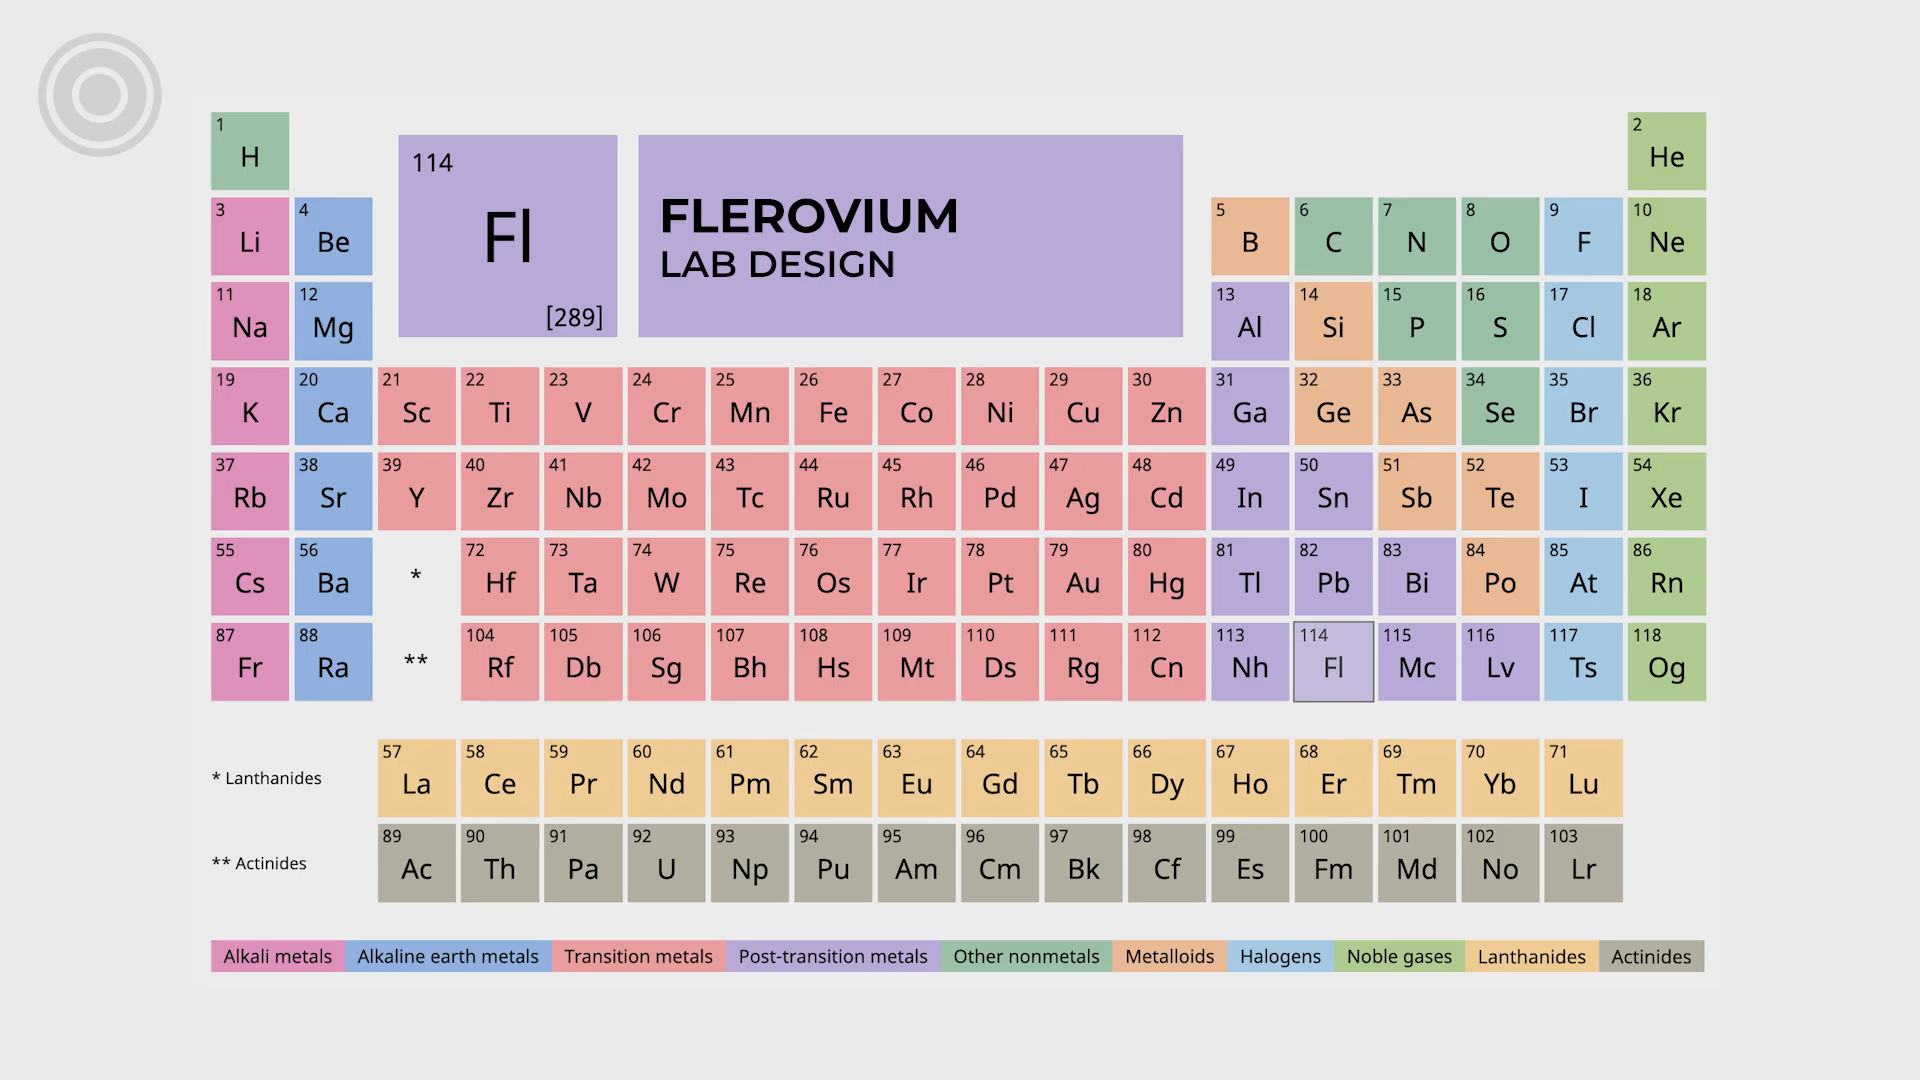 1 H 2 He
114
Fl
[289]
FLEROVIUM
LAB DESIGN
3 Li 4 Be 5 B 6 C 7 N 8 O 9 F 10 Ne
11 Na 12 Mg 13 Al 14 Si 15 P 16 S 17 Cl 18 Ar
19 K 20 Ca 21 Sc 22 Ti 23 V 24 Cr 25 Mn 26 Fe 27 Co 28 Ni 29 Cu 30 Zn 31 Ga 32 Ge 33 As 34 Se 35 Br 36 Kr
37 Rb 38 Sr 39 Y 40 Zr 41 Nb 42 Mo 43 Tc 44 Ru 45 Rh 46 Pd 47 Ag 48 Cd 49 In 50 Sn 51 Sb 52 Te 53 I 54 Xe
55 Cs 56 Ba * 72 Hf 73 Ta 74 W 75 Re 76 Os 77 Ir 78 Pt 79 Au 80 Hg 81 Tl 82 Pb 83 Bi 84 Po 85 At 86 Rn
87 Fr 88 Ra ** 104 Rf 105 Db 106 Sg 107 Bh 108 Hs 109 Mt 110 Ds 111 Rg 112 Cn 113 Nh 114 Fl 115 Mc 116 Lv 117 Ts 118 Og
* Lanthanides 57 La 58 Ce 59 Pr 60 Nd 61 Pm 62 Sm 63 Eu 64 Gd 65 Tb 66 Dy 67 Ho 68 Er 69 Tm 70 Yb 71 Lu
** Actinides 89 Ac 90 Th 91 Pa 92 U 93 Np 94 Pu 95 Am 96 Cm 97 Bk 98 Cf 99 Es 100 Fm 101 Md 102 No 103 Lr
Alkali metals Alkaline earth metals Transition metals Post-transition metals Other nonmetals Metalloids Halogens Noble gases Lanthanides Actinides